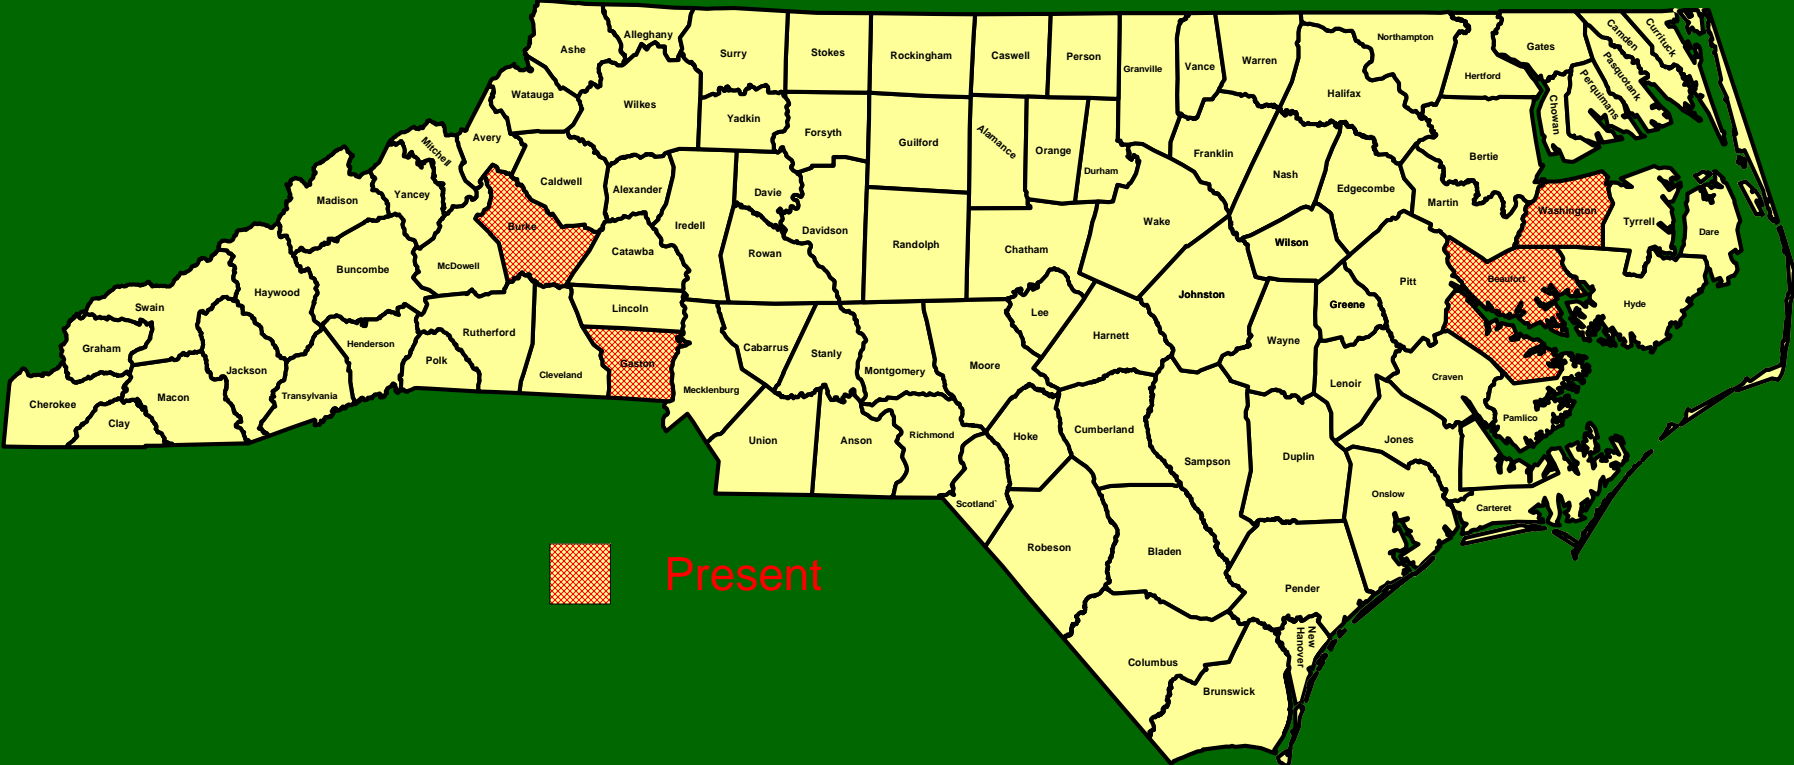 Ashe
Alleghany
Surry
Stokes
Rockingham
Caswell
Person
Granville
Vance
Warren
Northampton
Gates
Camden
Currituck
Hertford
Pasquotank
Perquimans
Chowan
Halifax
Watauga
Wilkes
Yadkin
Forsyth
Guilford
Alamance
Orange
Durham
Franklin
Nash
Edgecombe
Bertie
Martin
Mitchell
Avery
Caldwell
Alexander
Davie
Madison
Yancey
Burke
Iredell
Davidson
Randolph
Chatham
Wake
Wilson
Washington
Tyrrell
Dare
Buncombe
McDowell
Catawba
Rowan
Pitt
Beaufort
Hyde
Swain
Haywood
Lincoln
Johnston
Greene
Lee
Harnett
Wayne
Graham
Henderson
Rutherford
Polk
Cabarrus
Stanly
Montgomery
Moore
Jackson
Gaston
Cleveland
Mecklenburg
Lenoir
Craven
Cherokee
Clay
Macon
Transylvania
Pamlico
Union
Anson
Richmond
Hoke
Cumberland
Sampson
Duplin
Jones
Scotland`
Onslow
Carteret
Robeson
Bladen
Pender
Present
New
Hanover
Columbus
Brunswick